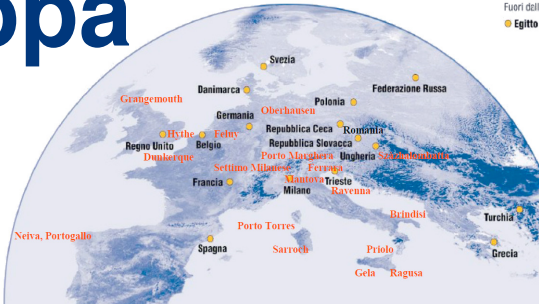 opa
Fuori dell
Egitto
Svezia
Danimarca
Federazione Russa
Grangemouth
Polonia
Oberhausen
Germania
Repubblica Ceca
Romania
Hythe
Feluy
Regno Unito
Belgio
Repubblica Slovacca
Dunkerque
Porto Marghera
Ungheria
Settimo Milanese
Ferrara
Francia
Mantova
Trieste
Milano
Ravenna
Brindisi
Turchia
Porto Torres
Neiva, Portogallo
Spagna
Sarroch
Priolo
Grecia
Gela
Ragusa